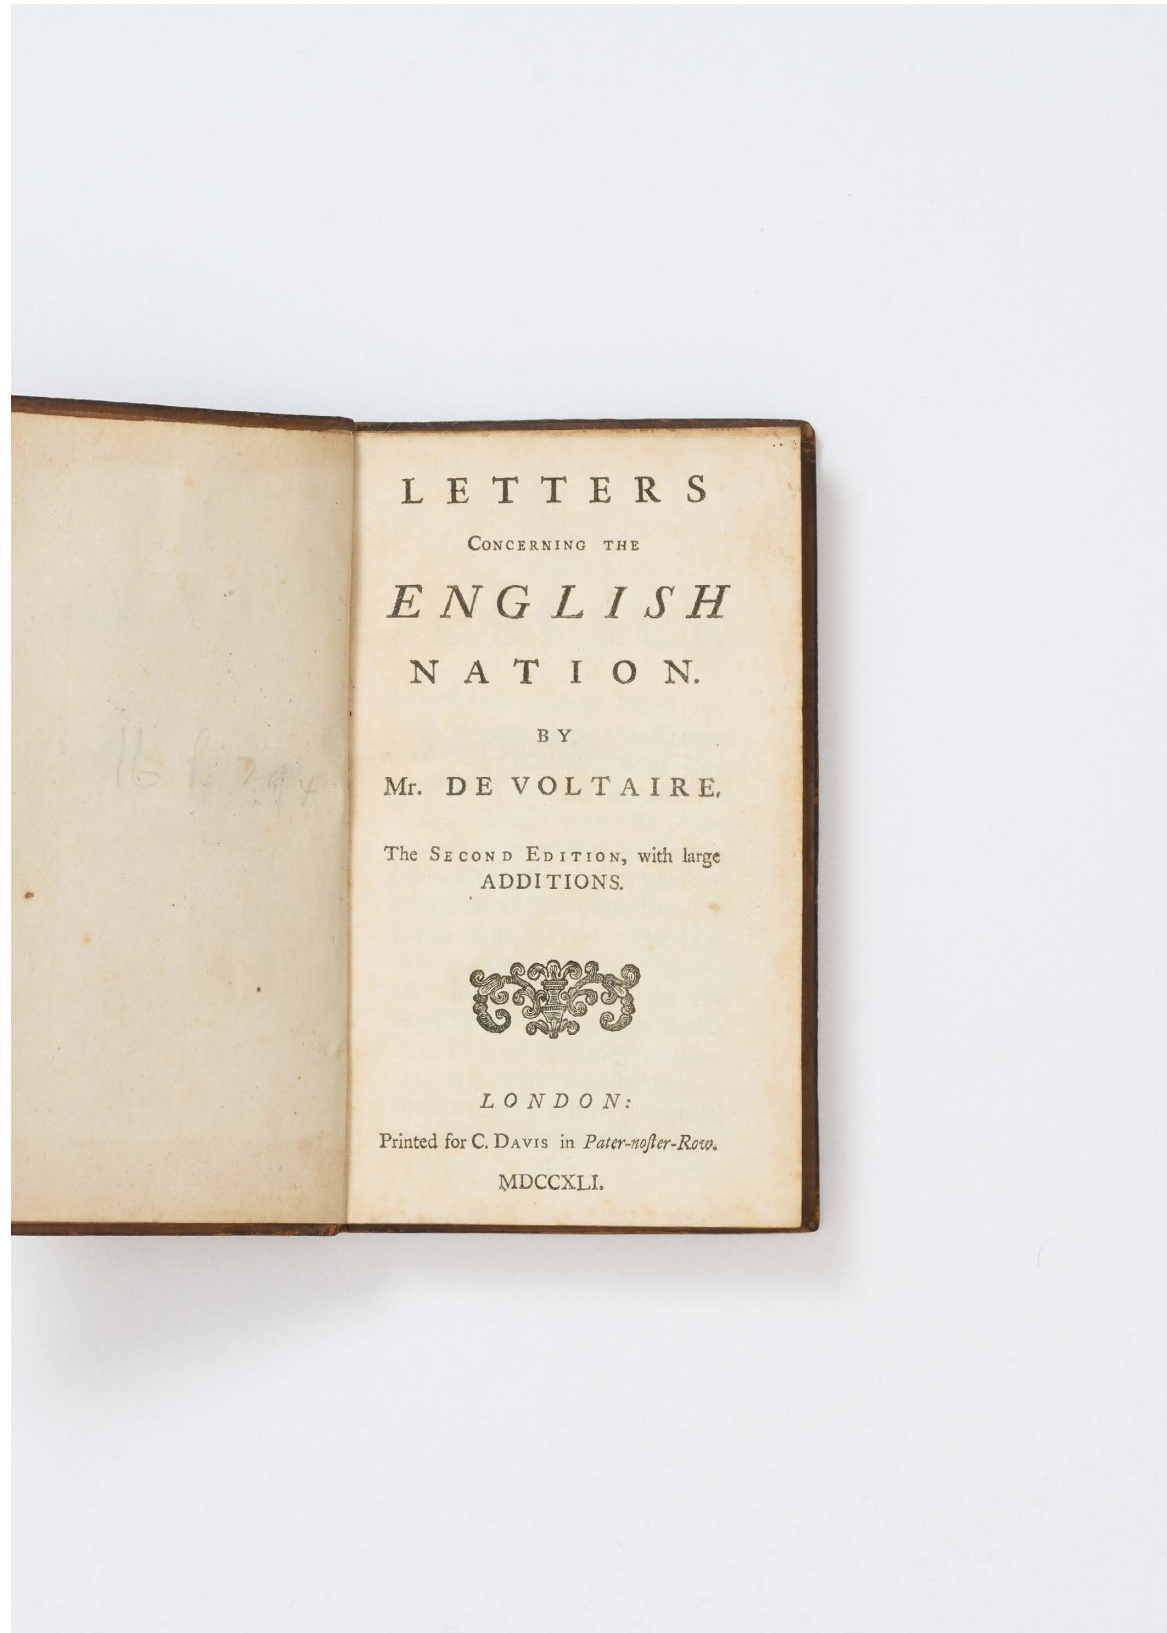 LETTERS
CONCERNING THE
ENGLISH
NATION.
BY
Mr. DE VOLTAIRE.
The SECOND EDITION, with large
ADDITIONS.
LONDON:
Printed for C. DAVIS in Pater-noſter-Row.
MDCCXLI.